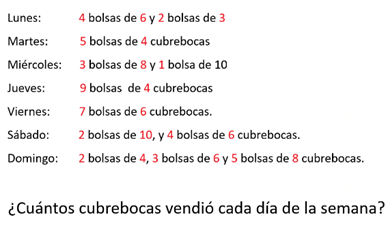 Lunes: 4 bolsas de 6 y 2 bolsas de 3
Martes: 5 bolsas de 4 cubrebocas
Miércoles: 3 bolsas de 8 y 1 bolsa de 10
Jueves: 9 bolsas de 4 cubrebocas
Viernes: 7 bolsas de 6 cubrebocas.
Sábado: 2 bolsas de 10, y 4 bolsas de 6 cubrebocas.
Domingo: 2 bolsas de 4, 3 bolsas de 6 y 5 bolsas de 8 cubrebocas.
¿Cuántos cubrebocas vendió cada día de la semana?